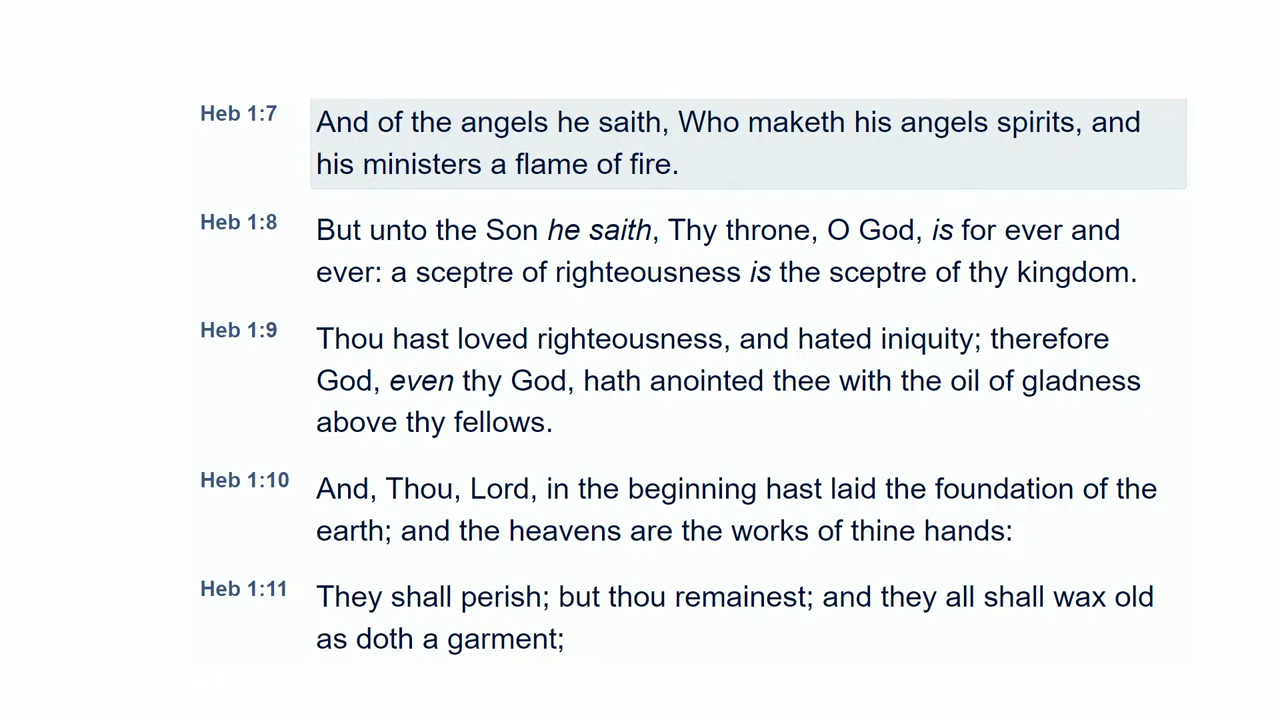 Heb 1:7 And of the angels he saith, Who maketh his angels spirits, and
his ministers a flame of fire.
Heb 1:8 But unto the Son he saith, Thy throne, O God, is for ever and
ever: a sceptre of righteousness is the sceptre of thy kingdom.
Heb 1:9 Thou hast loved righteousness, and hated iniquity; therefore
God, even thy God, hath anointed thee with the oil of gladness
above thy fellows.
Heb 1:10 And, Thou, Lord, in the beginning hast laid the foundation of the
earth; and the heavens are the works of thine hands:
Heb 1:11 They shall perish; but thou remainest; and they all shall wax old
as doth a garment;